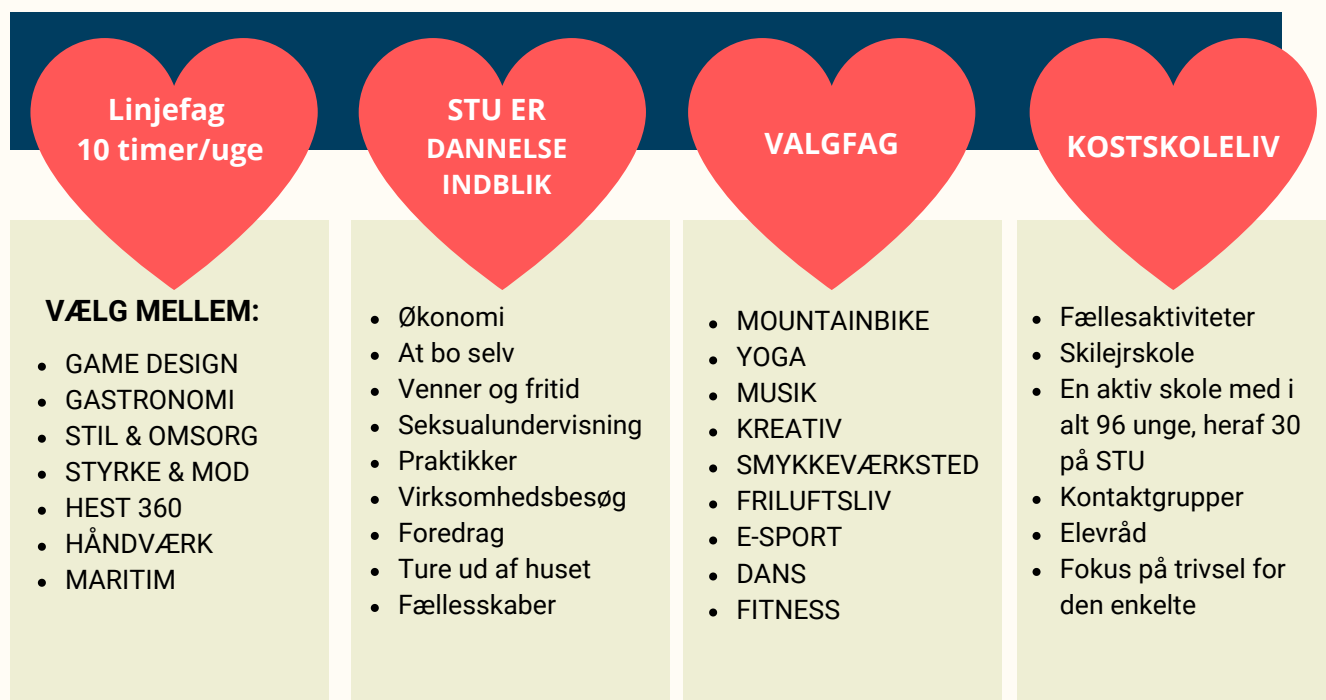 Linjefag
10 timer/uge
VÆLG MELLEM:
GAME DESIGN
GASTRONOMI
STIL & OMSORG
STYRKE & MOD
HEST 360
HÅNDVÆRK
MARITIM
STU ER
DANNELSE
INDBLIK
Økonomi
At bo selv
Venner og fritid
Seksualundervisning
Praktikker
Virksomhedsbesøg
Foredrag
Ture ud af huset
Fællesskaber
VALGFAG
MOUNTAINBIKE
YOGA
MUSIK
KREATIV
SMYKKEVÆRKSTED
FRILUFTSLIV
E-SPORT
DANS
FITNESS
KOSTSKOLELIV
Fællesaktiviteter
Skilejrskole
En aktiv skole med i
alt 96 unge, heraf 30
på STU
Kontaktgrupper
Elevråd
Fokus på trivsel for
den enkelte